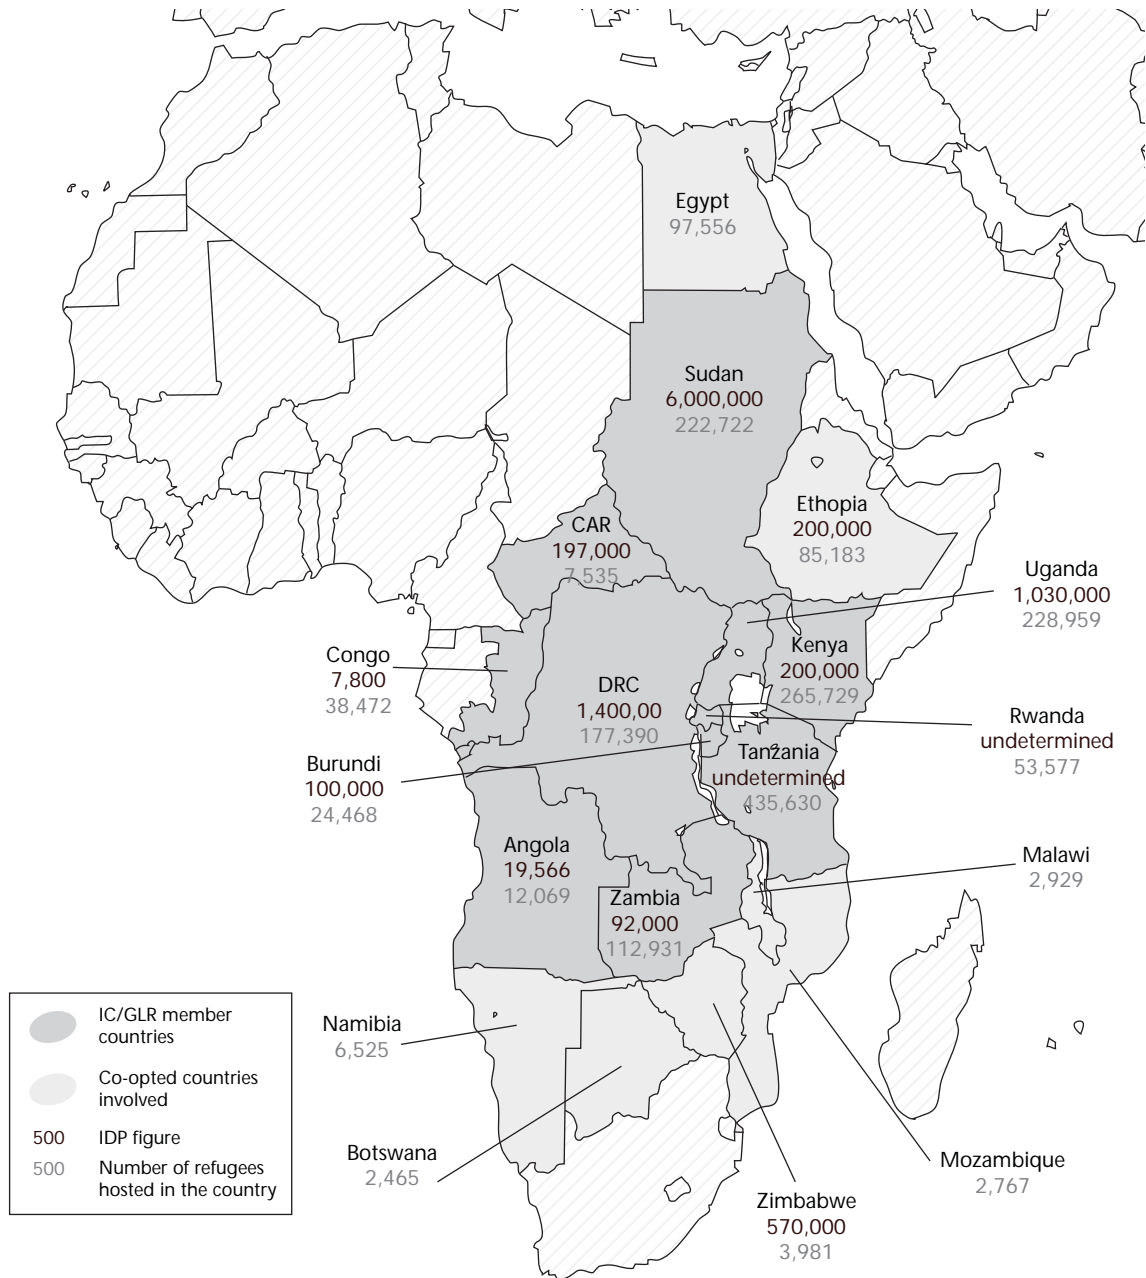 Egypt
97,556
Sudan
6,000,000
222,722
Ethopia
200,000
85,183
CAR
197,000
7,535
Uganda
1,030,000
228,959
Kenya
200,000
265,729
Congo
7,800
38,472
DRC
1,400,00
177,390
Rwanda
undetermined
53,577
Burundi
100,000
24,468
Tanzania
undetermined
435,630
Angola
19,566
12,069
Malawi
2,929
Zambia
92,000
112,931
Namibia
6,525
Botswana
2,465
Mozambique
2,767
Zimbabwe
570,000
3,981
IC/GLR member
countries
Co-opted countries
involved
500 IDP figure
500 Number of refugees
hosted in the country